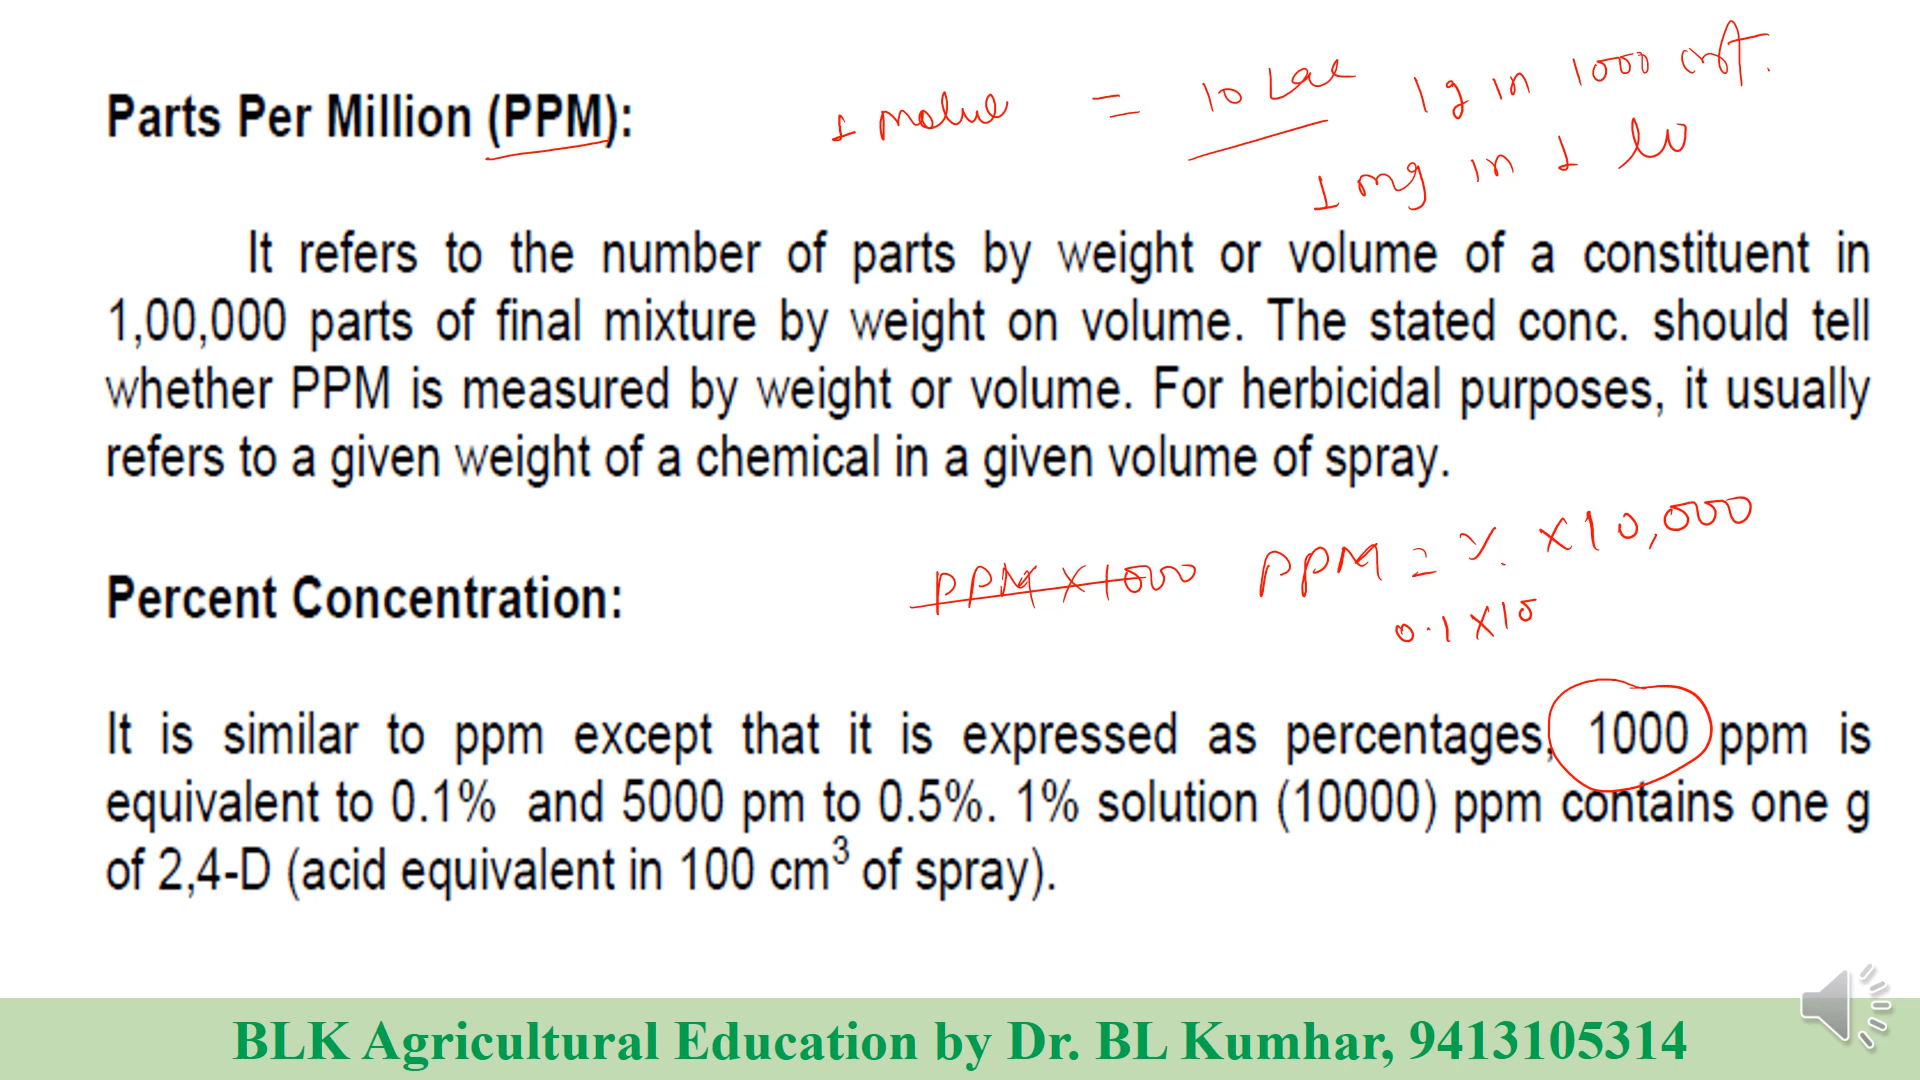 Parts Per Million (PPM):
= 10 Lac
1 g in 1000
1 mg in 1
It refers to the number of parts by weight or volume of a constituent in
1,00,000 parts of final mixture by weight on volume. The stated conc. should tell
whether PPM is measured by weight or volume. For herbicidal purposes, it usually
refers to a given weight of a chemical in a given volume of spray.
PPM X 1000 PPM = % X 10,000
0.1 X 10
Percent Concentration:
It is similar to ppm except that it is expressed as percentages, 1000 ppm is
equivalent to 0.1% and 5000 pm to 0.5%. 1% solution (10000) ppm contains one g
of 2,4-D (acid equivalent in 100 cm³ of spray).
BLK Agricultural Education by Dr. BL Kumhar, 9413105314